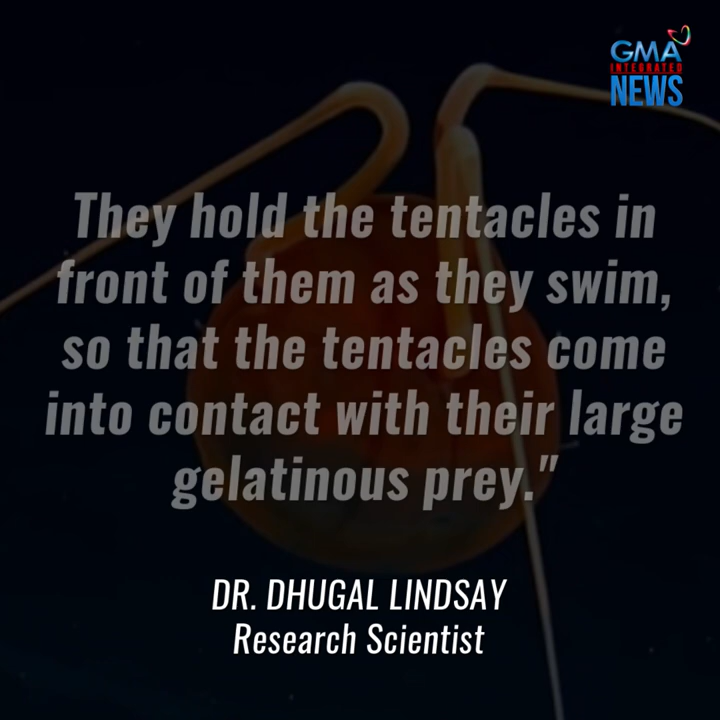 GMA
INTEGRATED
NEWS
They hold the tentacles in
front of them as they swim,
so that the tentacles come
into contact with their large
gelatinous prey."
DR. DHUGAL LINDSAY
Research Scientist